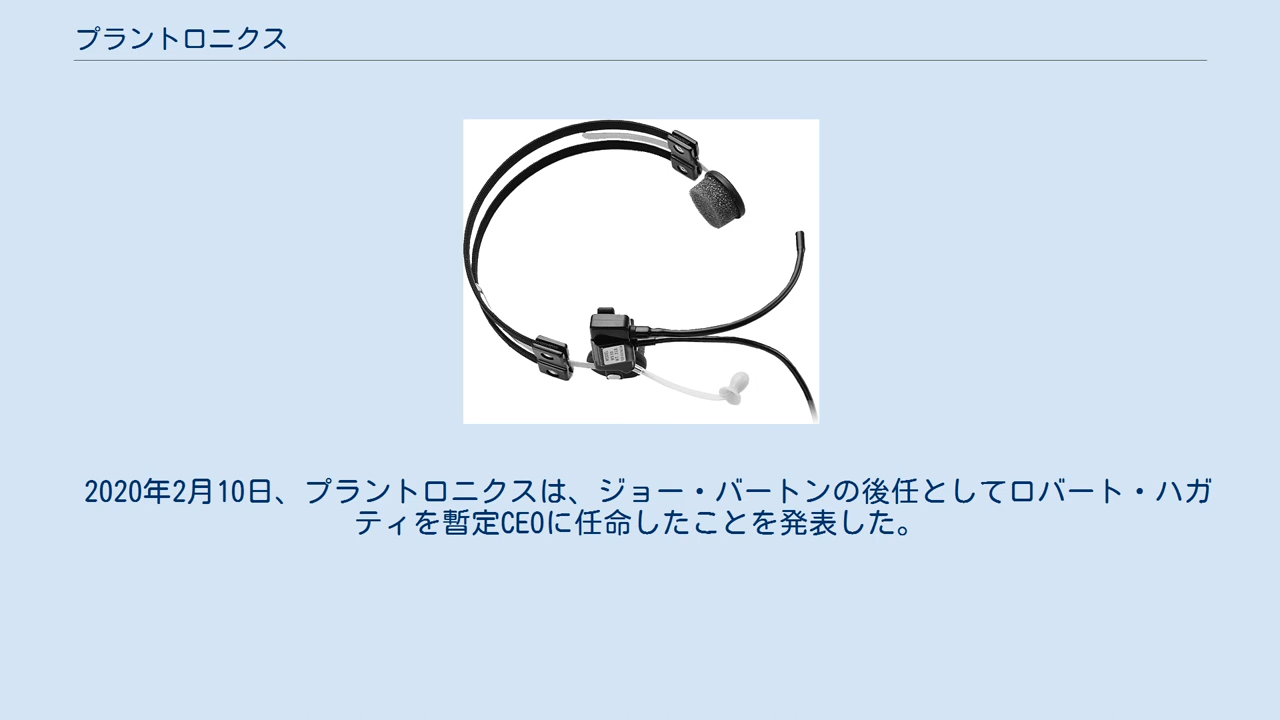 プラントロニクス
2020年2月10日、プラントロニクスは、ジョー・バートンの後任としてロバート・ハガ
ティを暫定CEOに任命したことを発表した。